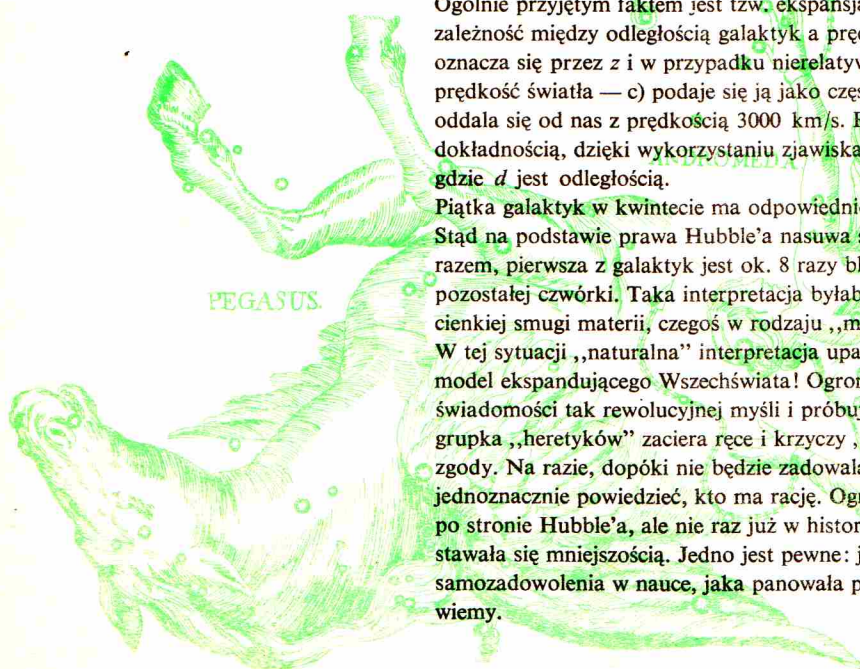 Ogólnie przyjętym faktem jest tzw. ekspansja
zależność między odległością galaktyk a pręd
oznacza się przez z i w przypadku nierelatyw
prędkość światła — c) podaje się ją jako częś
oddala się od nas z prędkością 3000 km/s.
dokładnością, dzięki wykorzystaniu zjawiska
ANDROMEDA
gdzie d jest odległością.
Piątka galaktyk w kwintecie ma odpowiedni
Stąd na podstawie prawa Hubble'a nasuwa s
razem, pierwsza z galaktyk jest ok. 8 razy bl
PEGASUS.
pozostałej czwórki. Taka interpretacja byłab
cienkiej smugi materii, czegoś w rodzaju ,,m
W tej sytuacji ,,naturalna” interpretacja upa
model ekspandującego Wszechświata! Ogron
świadomości tak rewolucyjnej myśli i próbuj
grupka ,,heretyków” zaciera ręce i krzyczy ,
zgody. Na razie, dopóki nie będzie zadowala
jednoznacznie powiedzieć, kto ma rację. Ogr
po stronie Hubble'a, ale nie raz już w histor
stawała się mniejszością. Jedno jest pewne: j
samozadowolenia w nauce, jaka panowała p
wiemy.